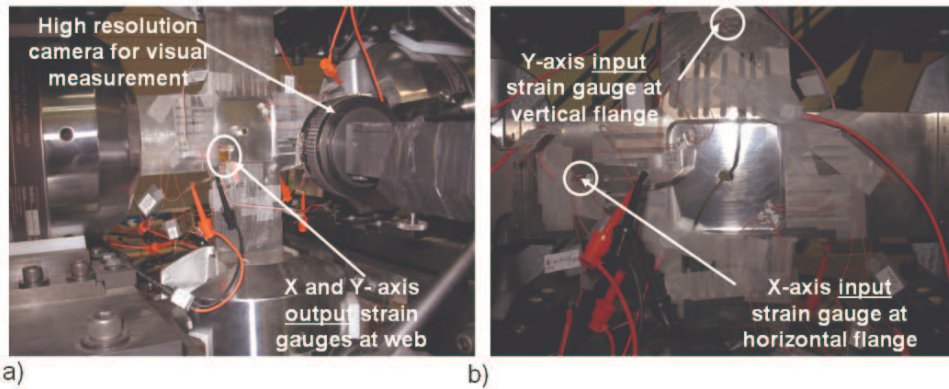 High resolution
camera for visual
measurement
X and Y- axis
output strain
gauges at web
a)
Y-axis input
strain gauge at
vertical flange
X-axis input
strain gauge at
horizontal flange
b)